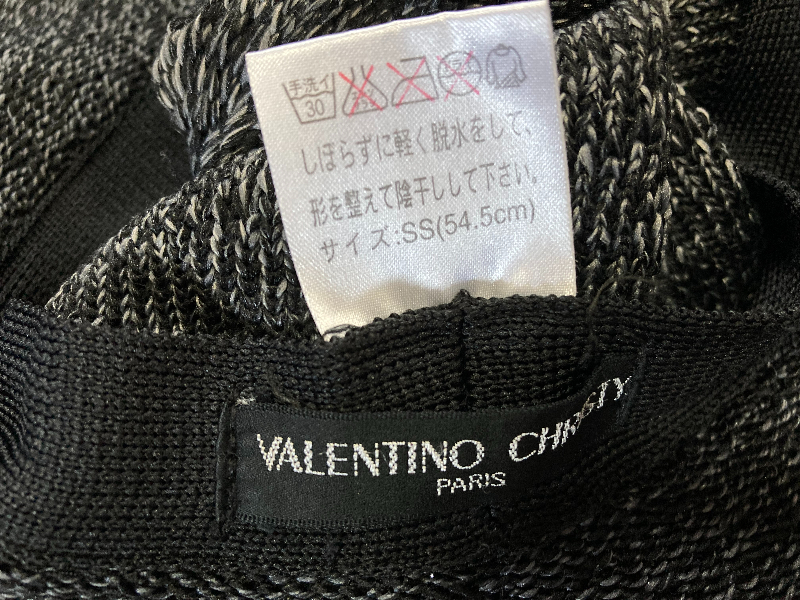 手洗イ
30
しぼらずに軽く脱水をして、
形を整えて陰干しして下さい。
サイズ:SS(54.5cm)
VALENTINO CHRISTY
PARIS